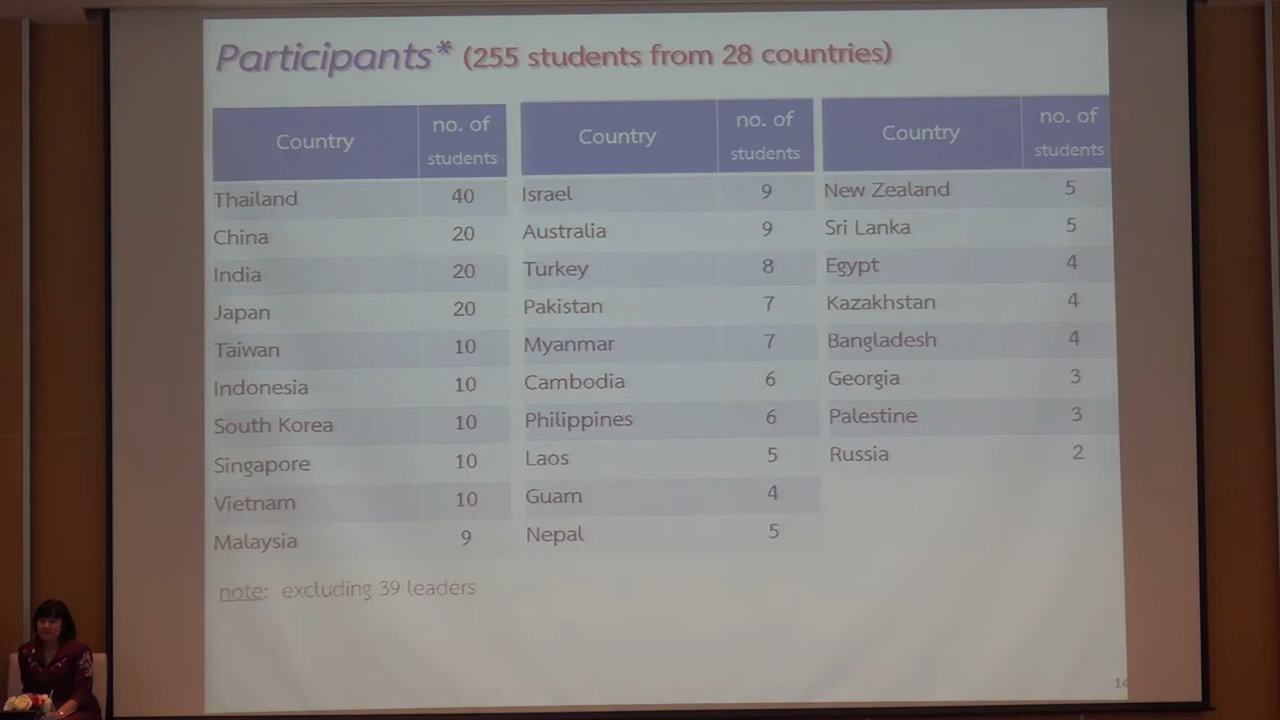 Participants* (255 students from 28 countries)
Country no. of students
Thailand 40
China 20
India 20
Japan 20
Taiwan 10
Indonesia 10
South Korea 10
Singapore 10
Vietnam 10
Malaysia 9
Country no. of students
Israel 9
Australia 9
Turkey 8
Pakistan 7
Myanmar 7
Cambodia 6
Philippines 6
Laos 5
Guam 4
Nepal 5
Country no. of students
New Zealand 5
Sri Lanka 5
Egypt 4
Kazakhstan 4
Bangladesh 4
Georgia 3
Palestine 3
Russia 2
note: excluding 39 leaders